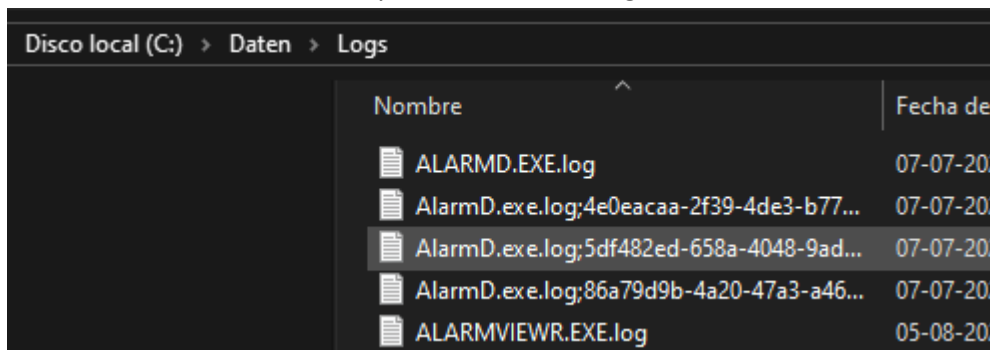 Disco local (C:) > Daten > Logs
Nombre Fecha de
ALARMD.EXE.log 07-07-20
AlarmD.exe.log;4e0eacaa-2f39-4de3-b77... 07-07-20
AlarmD.exe.log;5df482ed-658a-4048-9ad... 07-07-20
AlarmD.exe.log;86a79d9b-4a20-47a3-a46... 07-07-20
ALARMVIEWR.EXE.log 05-08-20